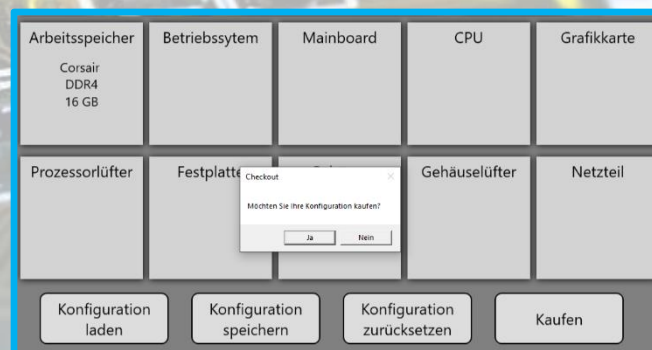 Arbeitsspeicher
Corsair
DDR4
16 GB
Betriebssytem
Mainboard
CPU
Grafikkarte
Prozessorlüfter
Festplatte
Gehäuselüfter
Netzteil
Checkout
Möchten Sie Ihre Konfiguration kaufen?
Ja
Nein
Konfiguration
laden
Konfiguration
speichern
Konfiguration
zurücksetzen
Kaufen